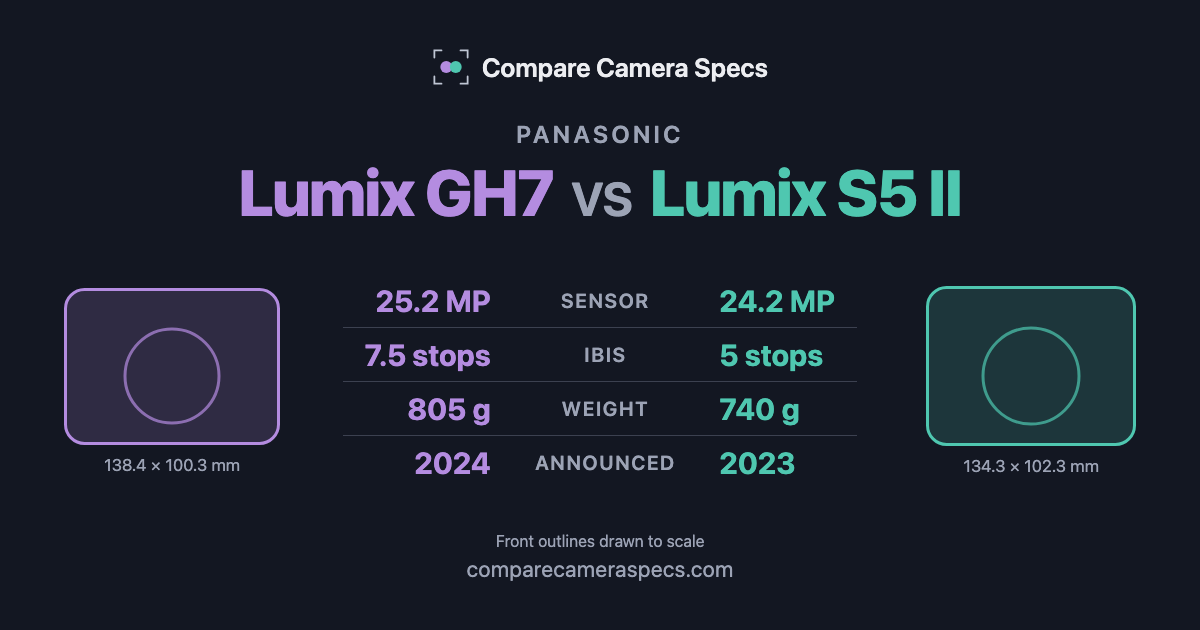 Compare Camera Specs
PANASONIC
Lumix GH7 vs Lumix S5 II
25.2 MP SENSOR 24.2 MP
7.5 stops IBIS 5 stops
805 g WEIGHT 740 g
2024 ANNOUNCED 2023
138.4 × 100.3 mm
134.3 × 102.3 mm
Front outlines drawn to scale
comparecameraspecs.com